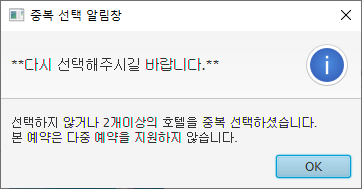 중복 선택 알림창
**다시 선택해주시길 바랍니다.**
i
선택하지 않거나 2개이상의 호텔을 중복 선택하셨습니다.
본 예약은 다중 예약을 지원하지 않습니다.
OK